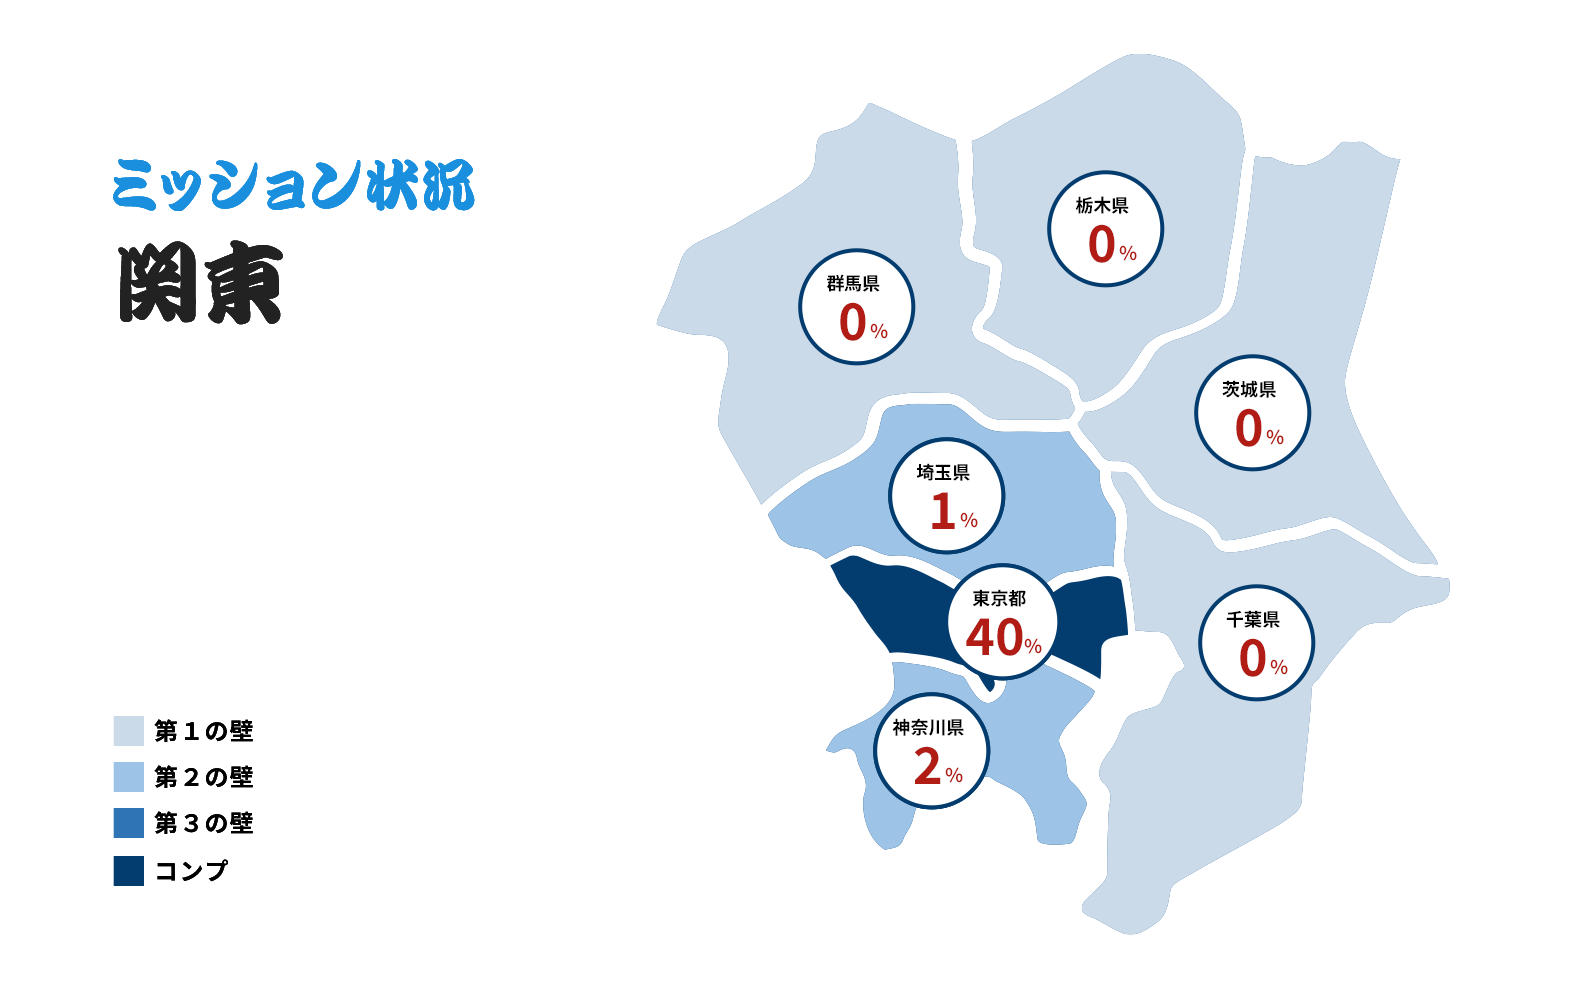 ミッション状況
関東
栃木県
0%
群馬県
0%
茨城県
0%
埼玉県
1%
東京都
40%
千葉県
0%
神奈川県
2%
第１の壁
第２の壁
第３の壁
コンプ